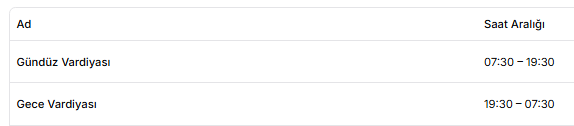 Ad Saat Aralığı
Gündüz Vardiyası 07:30 – 19:30
Gece Vardiyası 19:30 – 07:30